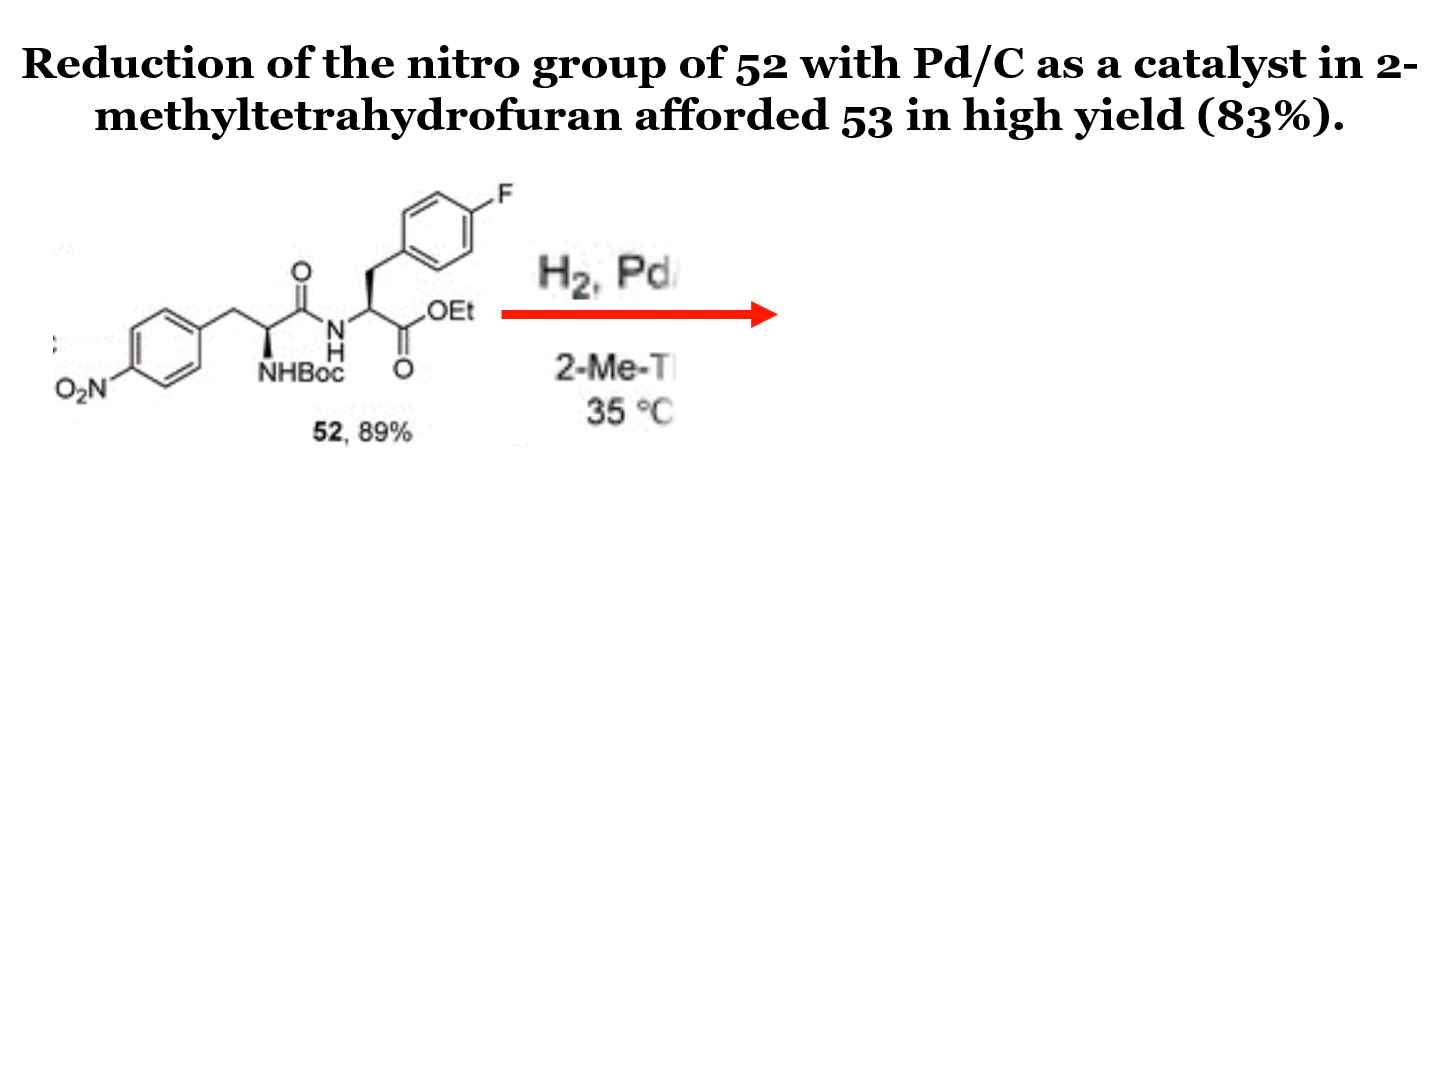 Reduction of the nitro group of 52 with Pd/C as a catalyst in 2-
methyltetrahydrofuran afforded 53 in high yield (83%).
F
O
OEt
N
H
O
NHBoc
O₂N
52, 89%
H₂, Pd
2-Me-T
35 °C